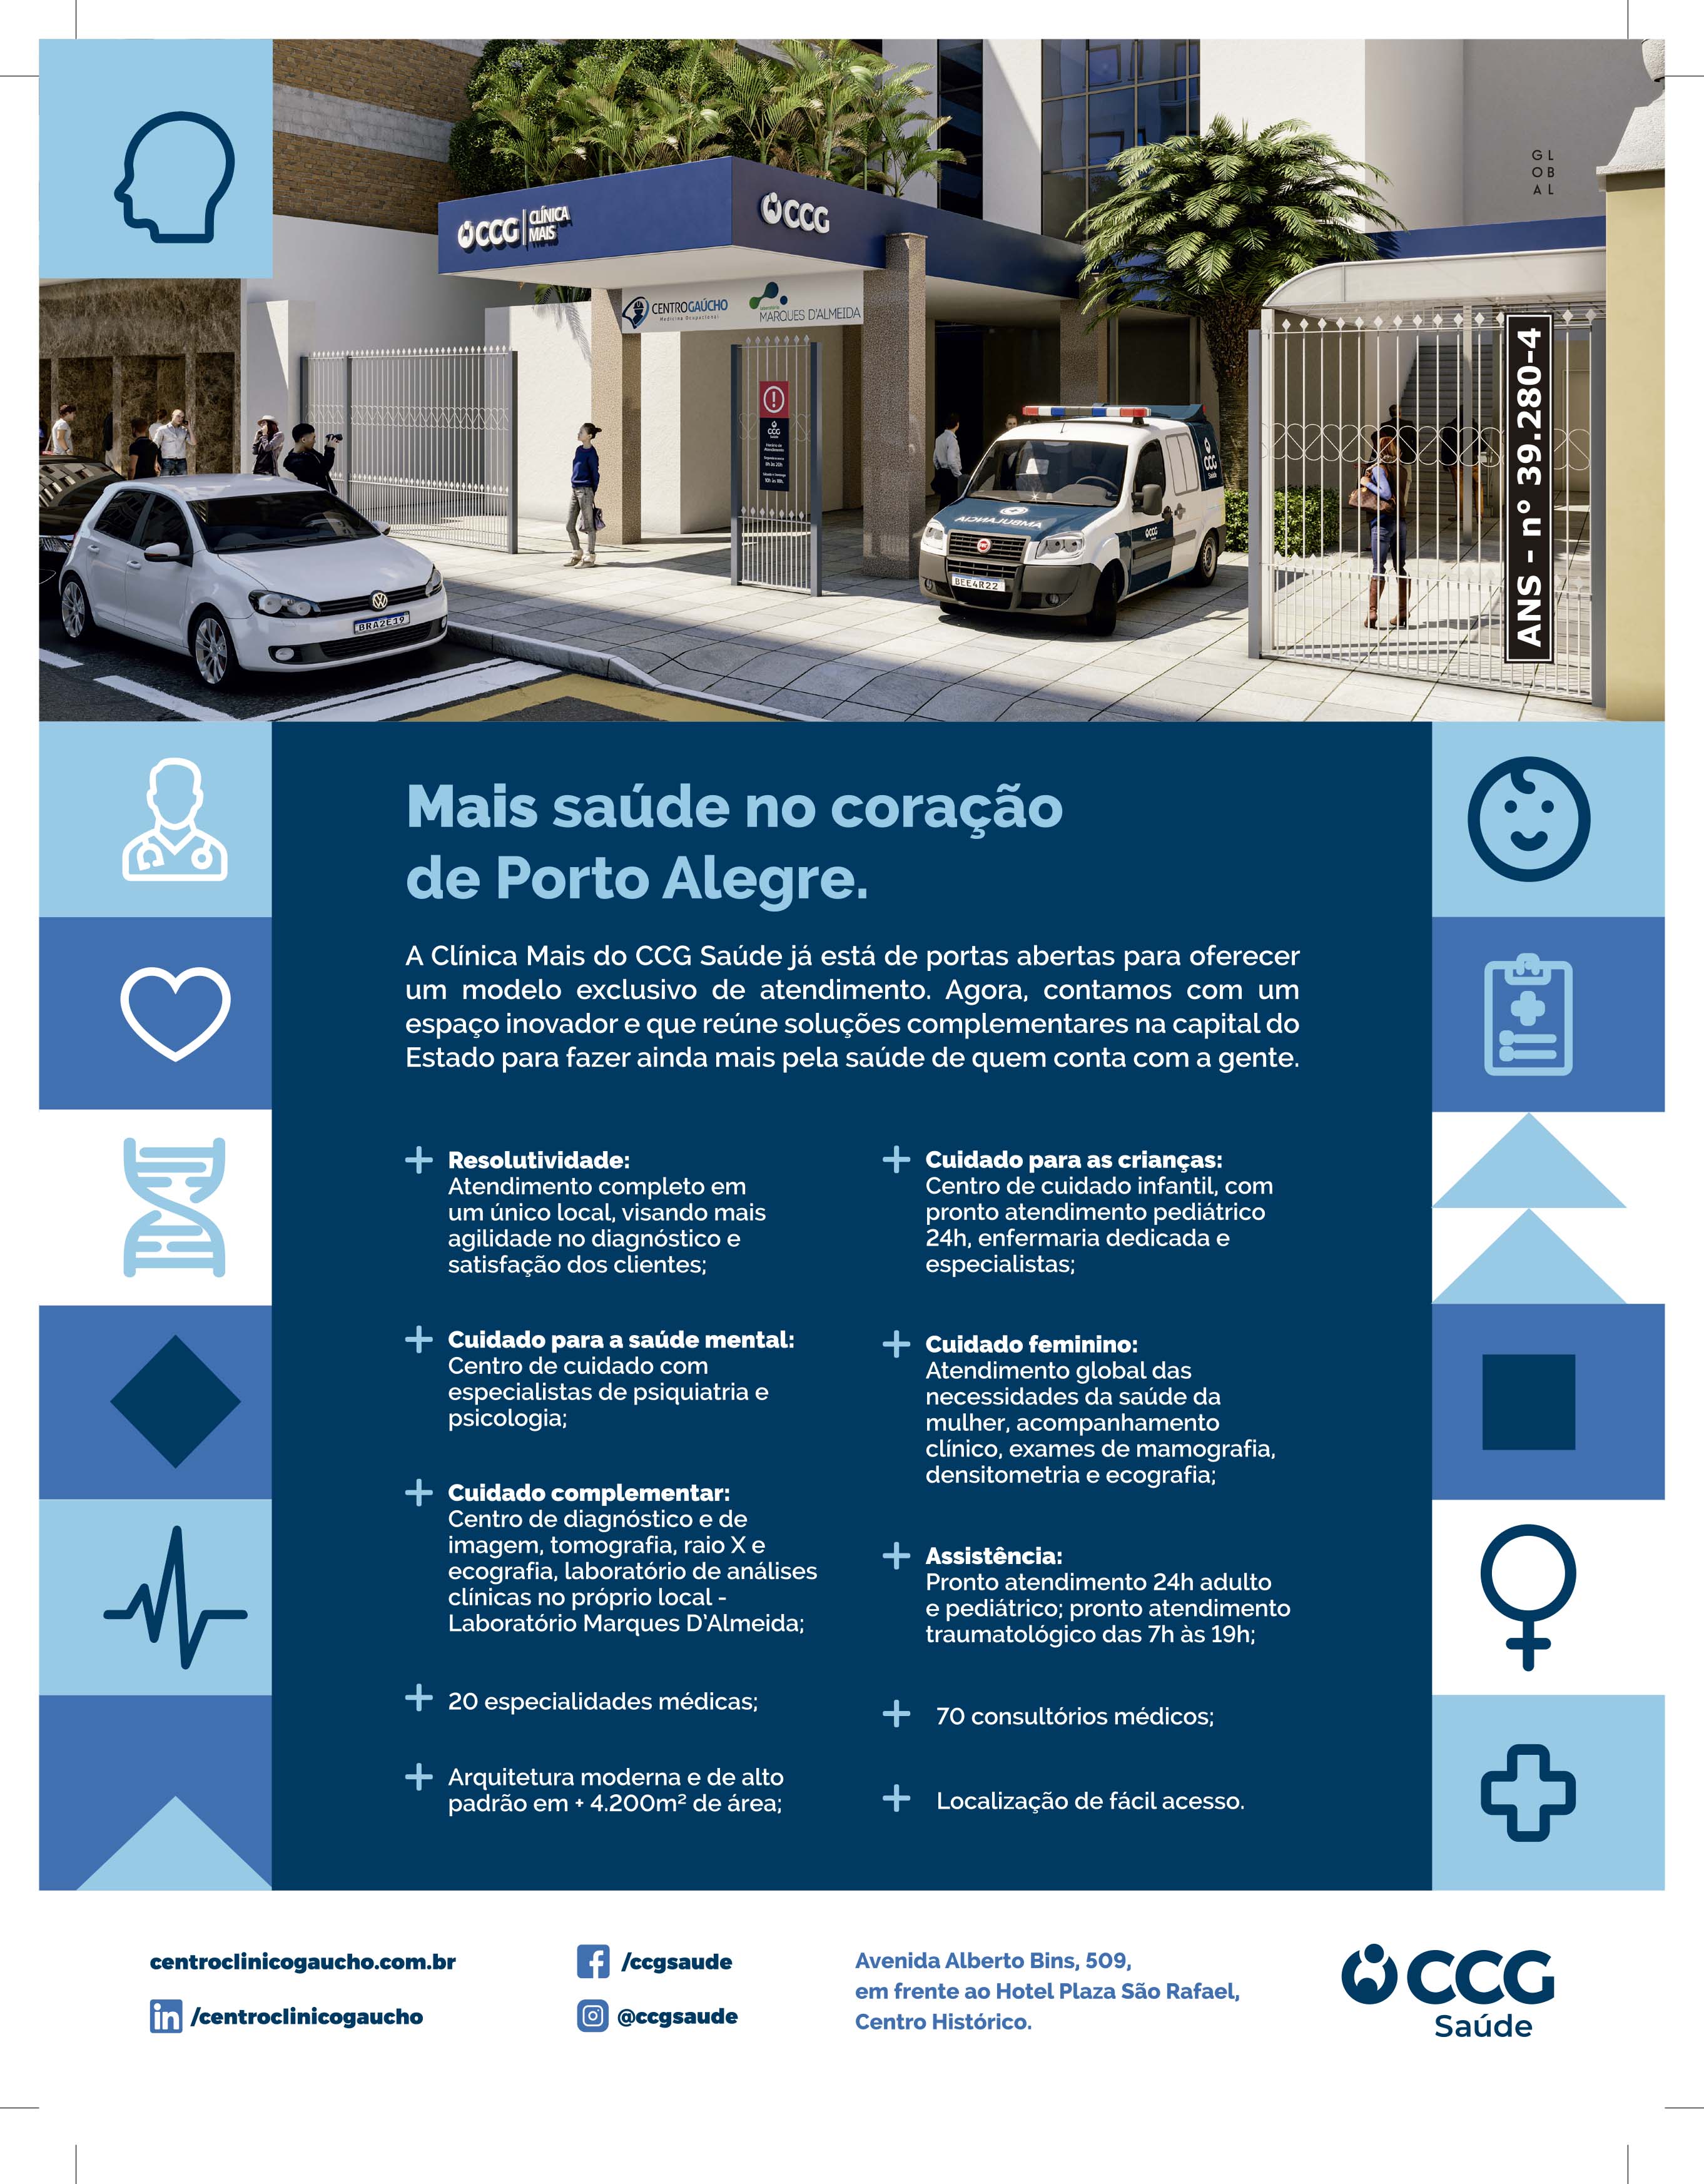 GL
OB
AL
CCG | CLÍNICA
MAIS
CCG
CENTROGAÚCHO
Medicina Ocupacional
MARQUES D'ALMEIDA
CCG
Saúde
CCG
AMBULÂNCIA
CCG
BEE4R22
BRA2E19
ANS - nº 39.280-4
Mais saúde no coração
de Porto Alegre.
A Clínica Mais do CCG Saúde já está de portas abertas para oferecer
um modelo exclusivo de atendimento. Agora, contamos com um
espaço inovador e que reúne soluções complementares na capital do
Estado para fazer ainda mais pela saúde de quem conta com a gente.
Resolutividade:
Atendimento completo em
um único local, visando mais
agilidade no diagnóstico e
satisfação dos clientes;
Cuidado para a saúde mental:
Centro de cuidado com
especialistas de psiquiatria e
psicologia;
Cuidado complementar:
Centro de diagnóstico e de
imagem, tomografia, raio X e
ecografia, laboratório de análises
clínicas no próprio local -
Laboratório Marques D'Almeida;
20 especialidades médicas;
Arquitetura moderna e de alto
padrão em + 4.200m² de área;
Cuidado para as crianças:
Centro de cuidado infantil, com
pronto atendimento pediátrico
24h, enfermaria dedicada e
especialistas;
Cuidado feminino:
Atendimento global das
necessidades da saúde da
mulher, acompanhamento
clínico, exames de mamografia,
densitometria e ecografia;
Assistência:
Pronto atendimento 24h adulto
e pediátrico; pronto atendimento
traumatológico das 7h às 19h;
70 consultórios médicos;
Localização de fácil acesso.
centroclinicogaucho.com.br
/centroclinicogaucho
/ccgsaude
@ccgsaude
Avenida Alberto Bins, 509,
em frente ao Hotel Plaza São Rafael,
Centro Histórico.
CCG
Saúde